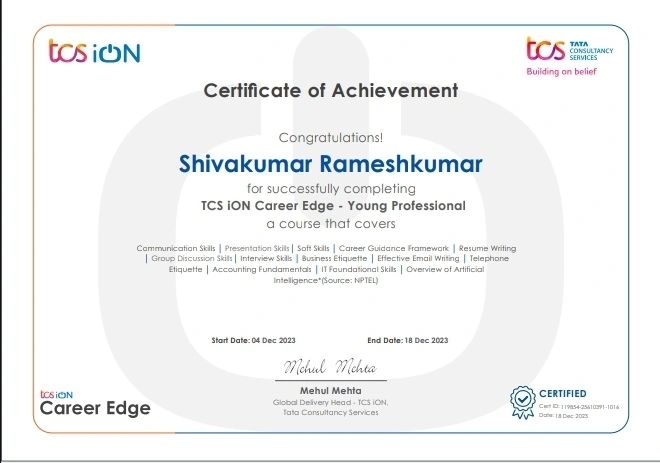 tcs iON
tcs TATA
CONSULTANCY
SERVICES
Building on belief
Certificate of Achievement
Congratulations!
Shivakumar Rameshkumar
for successfully completing
TCS iON Career Edge - Young Professional
a course that covers
Communication Skills | Presentation Skills | Soft Skills | Career Guidance Framework | Resume Writing
| Group Discussion Skills | Interview Skills | Business Etiquette | Effective Email Writing | Telephone
Etiquette | Accounting Fundamentals | IT Foundational Skills | Overview of Artificial
Intelligence*(Source: NPTEL)
Start Date: 04 Dec 2023 End Date: 18 Dec 2023
Mehul Mehta
Mehul Mehta
Global Delivery Head - TCS iON,
Tata Consultancy Services
tcs iON
Career Edge
CERTIFIED
Cert ID: 119854-25610391-1016
Date: 18 Dec 2023